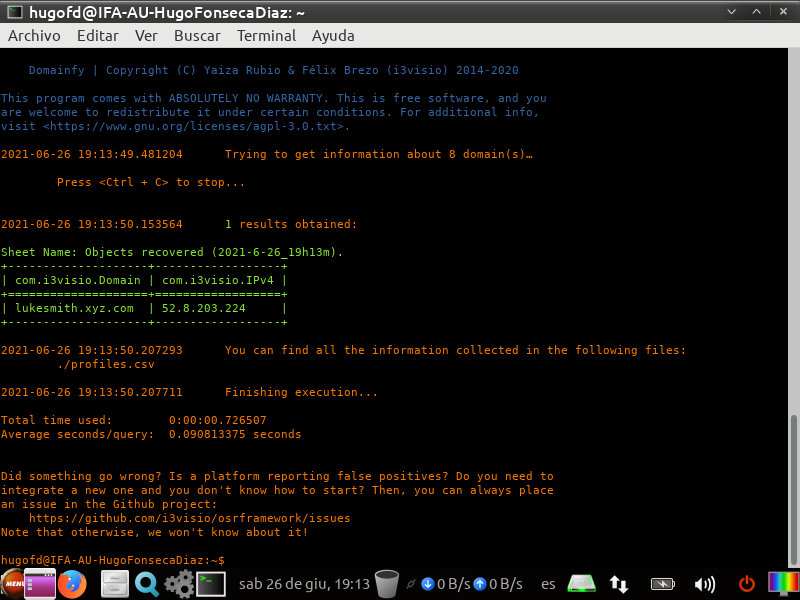 hugofd@IFA-AU-HugoFonsecaDiaz: ~
Archivo Editar Ver Buscar Terminal Ayuda
Domainfy | Copyright (C) Yaiza Rubio & Félix Brezo (i3visio) 2014-2020
This program comes with ABSOLUTELY NO WARRANTY. This is free software, and you
are welcome to redistribute it under certain conditions. For additional info,
visit <https://www.gnu.org/licenses/agpl-3.0.txt>.
2021-06-26 19:13:49.481204 Trying to get information about 8 domain(s)…
Press <Ctrl + C> to stop...
2021-06-26 19:13:50.153564 1 results obtained:
Sheet Name: Objects recovered (2021-6-26_19h13m).
+--------------------+------------------+
| com.i3visio.Domain | com.i3visio.IPv4 |
+====================+==================+
| lukesmith.xyz.com | 52.8.203.224 |
+--------------------+------------------+
2021-06-26 19:13:50.207293 You can find all the information collected in the following files:
./profiles.csv
2021-06-26 19:13:50.207711 Finishing execution...
Total time used: 0:00:00.726507
Average seconds/query: 0.090813375 seconds
Did something go wrong? Is a platform reporting false positives? Do you need to
integrate a new one and you don't know how to start? Then, you can always place
an issue in the Github project:
https://github.com/i3visio/osrframework/issues
Note that otherwise, we won't know about it!
hugofd@IFA-AU-HugoFonsecaDiaz:~$
MENU >_ sab 26 de giu, 19:13 0 B/s 0 B/s es